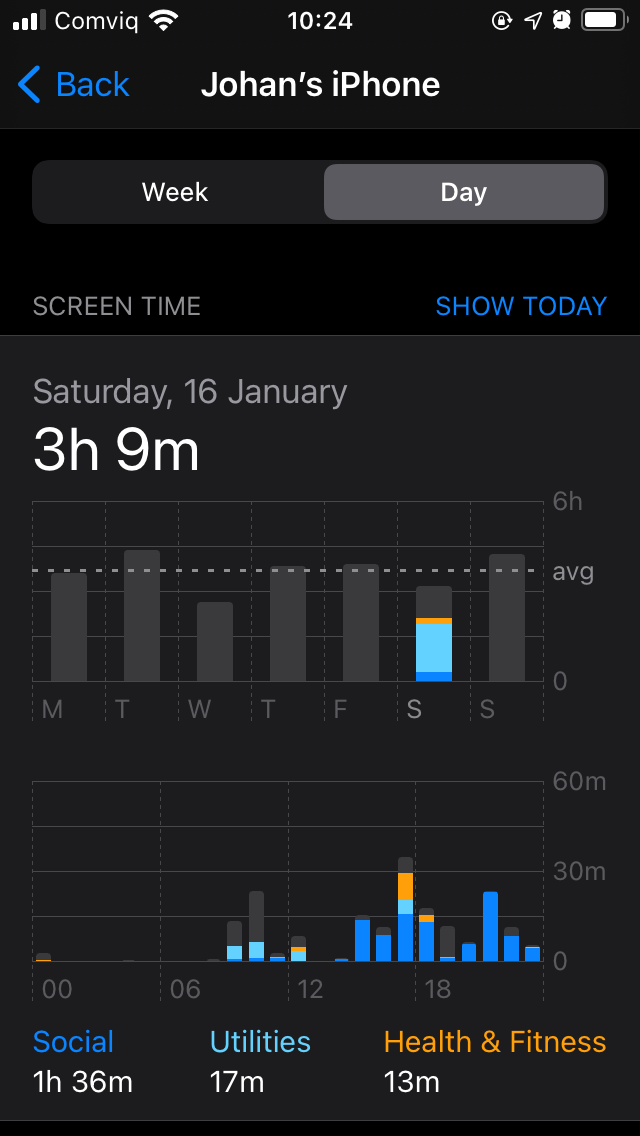 Comviq 10:24
Back Johan's iPhone
Week Day
SCREEN TIME SHOW TODAY
Saturday, 16 January
3h 9m
6h
avg
0
M T W T F S S
60m
30m
0
00 06 12 18
Social Utilities Health & Fitness
1h 36m 17m 13m